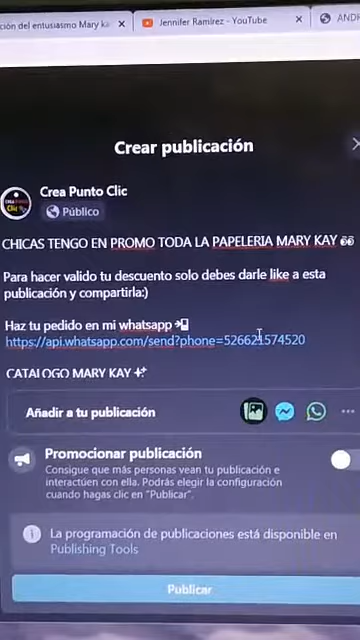 ción del entusiasmo Mary ka
Jennifer Ramírez - YouTube
AND
Crear publicación
Crea Punto Clic
Público
CHICAS TENGO EN PROMO TODA LA PAPELERIA MARY KAY 👀
Para hacer valido tu descuento solo debes darle like a esta
publicación y compartirla:)
Haz tu pedido en mi whatsapp 📲
https://api.whatsapp.com/send?phone=526621574520
CATALOGO MARY KAY ✨
Añadir a tu publicación
Promocionar publicación
Consigue que más personas vean tu publicación e
interactúen con ella. Podrás elegir la configuración
cuando hagas clic en "Publicar".
La programación de publicaciones está disponible en
Publishing Tools
Publicar